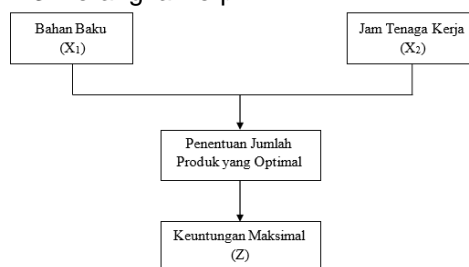 Bahan Baku
(X₁)
Jam Tenaga Kerja
(X₂)
Penentuan Jumlah
Produk yang Optimal
Keuntungan Maksimal
(Z)